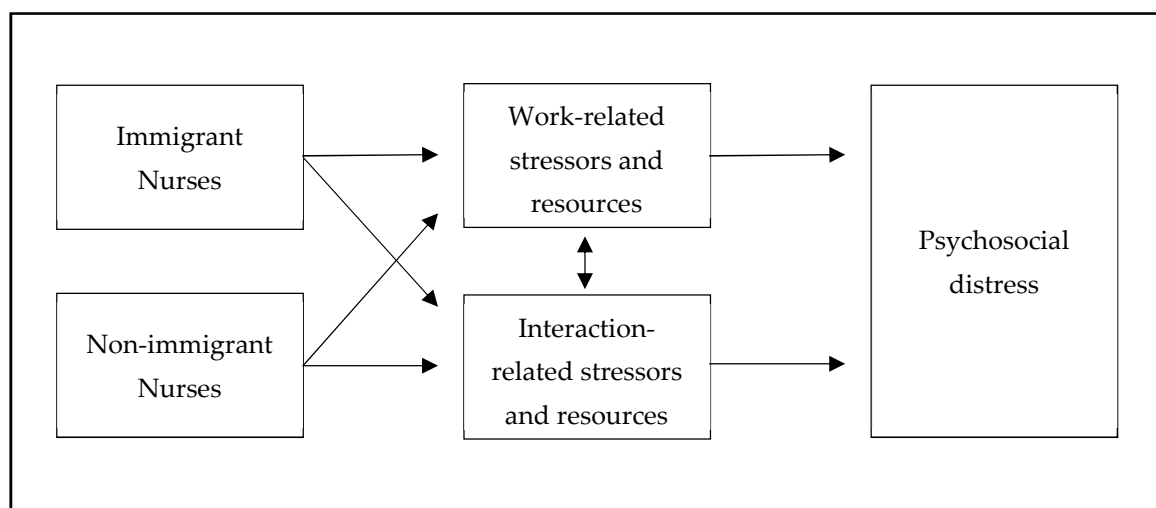 Immigrant
Nurses
Non-immigrant
Nurses
Work-related
stressors and
resources
Interaction-
related stressors
and resources
Psychosocial
distress